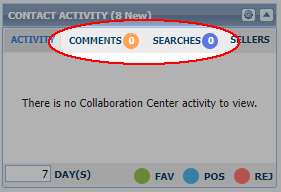 CONTACT ACTIVITY (8 New)
ACTIVITY COMMENTS 0 SEARCHES 0 SELLERS
There is no Collaboration Center activity to view.
7 DAY(S) FAV POS REJ